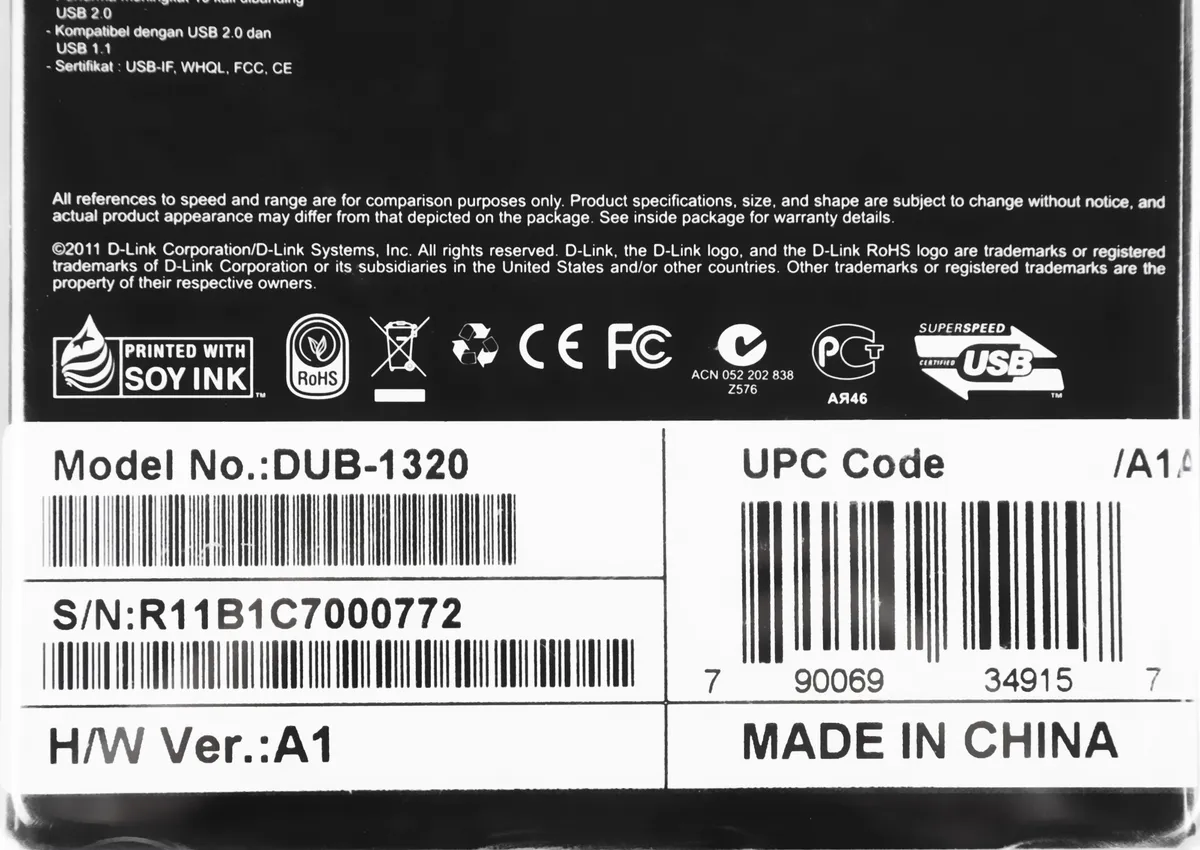 USB 2.0
- Kompatibel dengan USB 2.0 dan
USB 1.1
- Sertifikat : USB-IF, WHQL, FCC, CE
All references to speed and range are for comparison purposes only. Product specifications, size, and shape are subject to change without notice, and
actual product appearance may differ from that depicted on the package. See inside package for warranty details.
©2011 D-Link Corporation/D-Link Systems, Inc. All rights reserved. D-Link, the D-Link logo, and the D-Link RoHS logo are trademarks or registered
trademarks of D-Link Corporation or its subsidiaries in the United States and/or other countries. Other trademarks or registered trademarks are the
property of their respective owners.
PRINTED WITH
SOY INK™
RoHS
CE
FC
ACN 052 202 838
Z576
PCT
АЯ46
SUPERSPEED
CERTIFIED USB™
Model No.:DUB-1320
UPC Code /A1
S/N:R11B1C7000772
7 90069 34915 7
H/W Ver.:A1
MADE IN CHINA